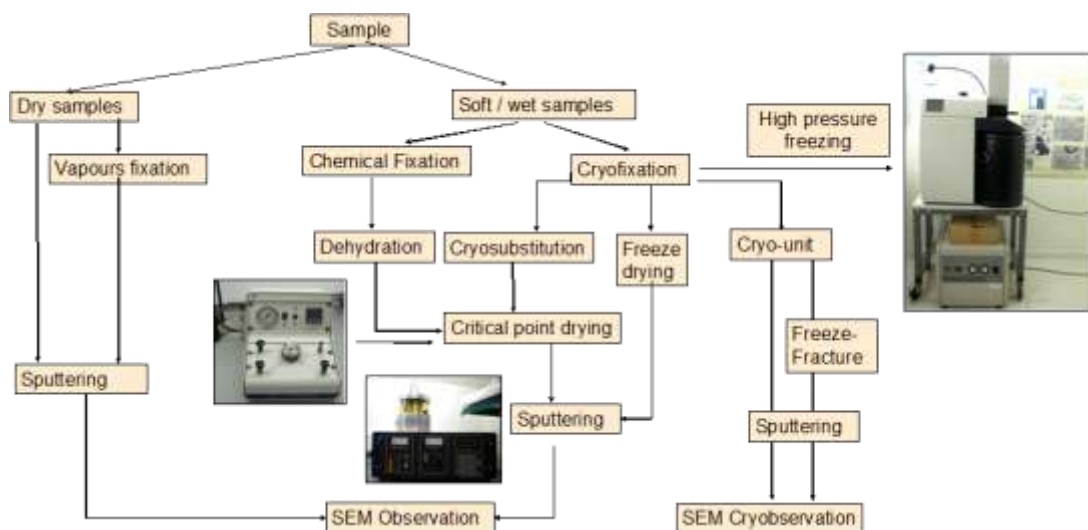 Sample
Dry samples
Soft / wet samples
High pressure
freezing
Vapours fixation
Chemical Fixation
Cryofixation
Dehydration
Cryosubstitution
Freeze
drying
Cryo-unit
Critical point drying
Freeze-
Fracture
Sputtering
Sputtering
Sputtering
SEM Observation
SEM Cryobservation